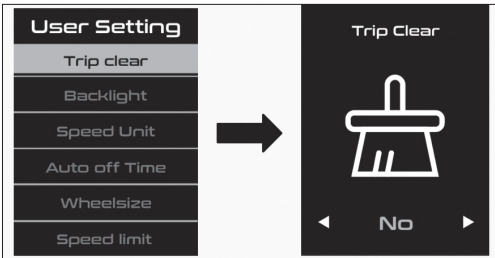 User Setting
Trip clear
Backlight
Speed Unit
Auto off Time
Wheelsize
Speed limit
Trip Clear
No